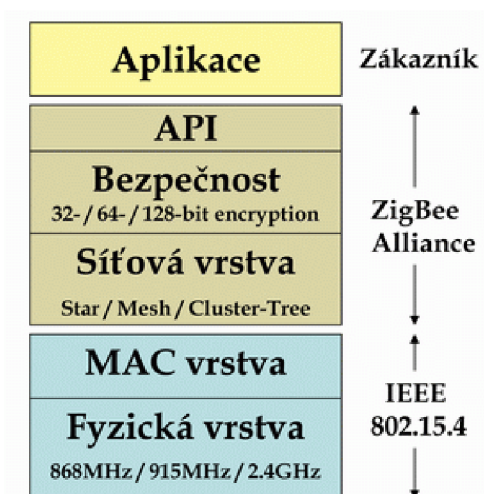 Aplikace
Zákazník
API
Bezpečnost
32- / 64- / 128-bit encryption
ZigBee
Alliance
Síťová vrstva
Star / Mesh / Cluster-Tree
MAC vrstva
IEEE
802.15.4
Fyzická vrstva
868MHz / 915MHz / 2.4GHz